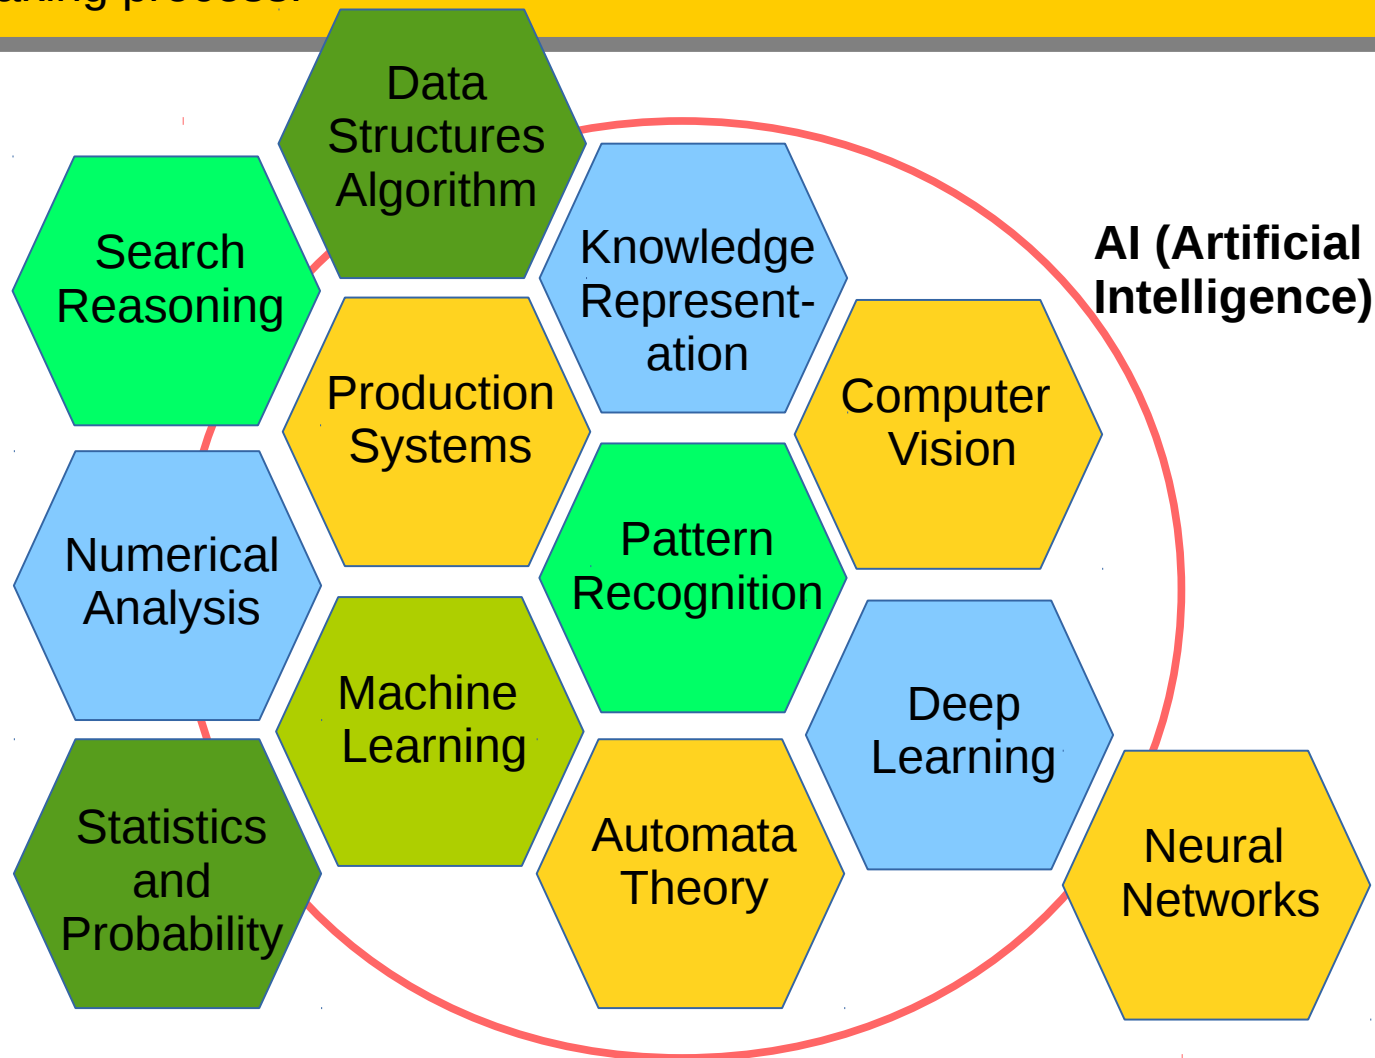 process.
Data
Structures
Algorithm
Search
Reasoning
Knowledge
Represent-
ation
AI (Artificial
Intelligence)
Production
Systems
Computer
Vision
Numerical
Analysis
Pattern
Recognition
Machine
Learning
Deep
Learning
Statistics
and
Probability
Automata
Theory
Neural
Networks